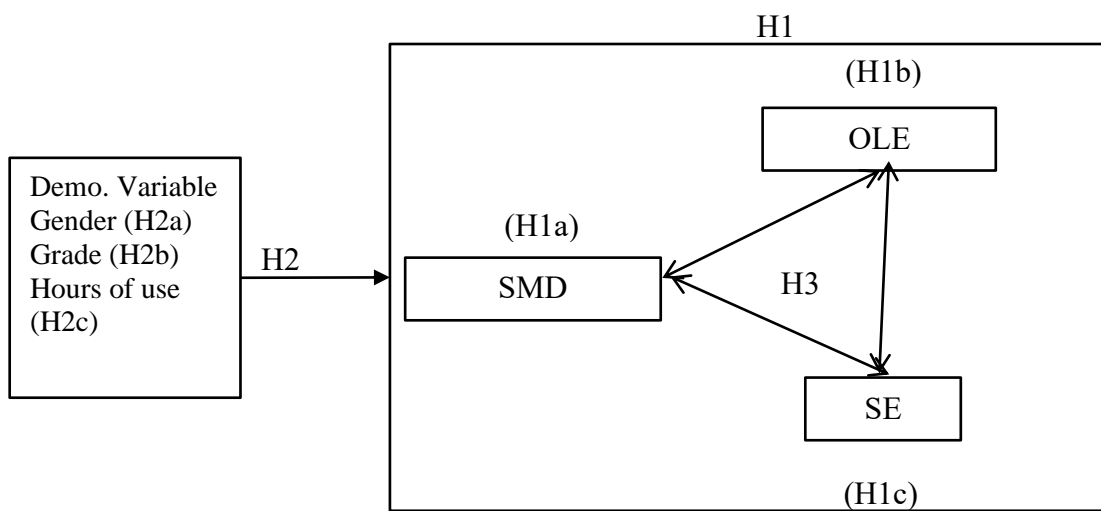 H1
(H1b)
OLE
Demo. Variable
Gender (H2a)
Grade (H2b)
Hours of use
(H2c)
H2
(H1a)
SMD
H3
SE
(H1c)